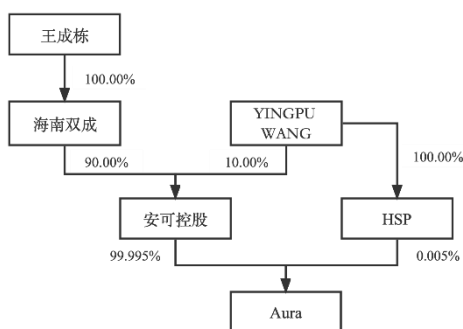 王成栋
100.00%
海南双成
YINGPU
WANG
90.00%
10.00%
100.00%
安可控股
HSP
99.995%
0.005%
Aura